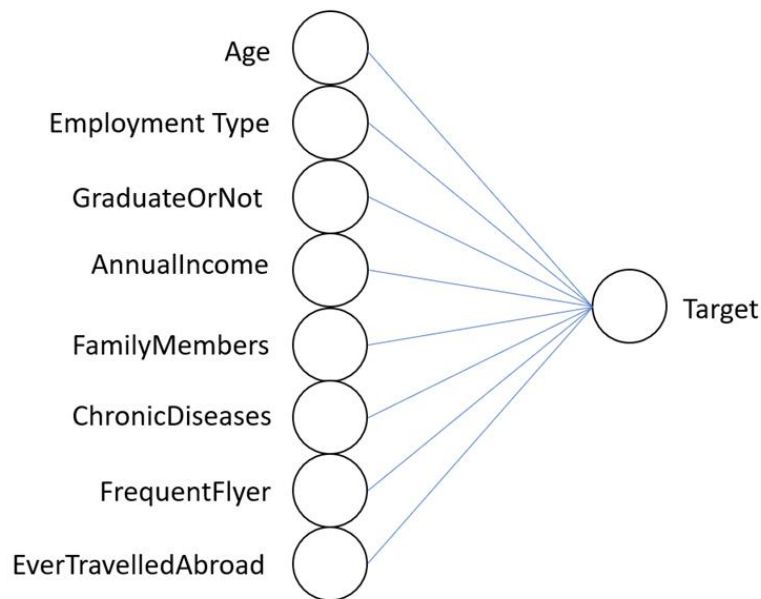 Age
Employment Type
GraduateOrNot
AnnualIncome
FamilyMembers
ChronicDiseases
FrequentFlyer
EverTravelledAbroad
Target